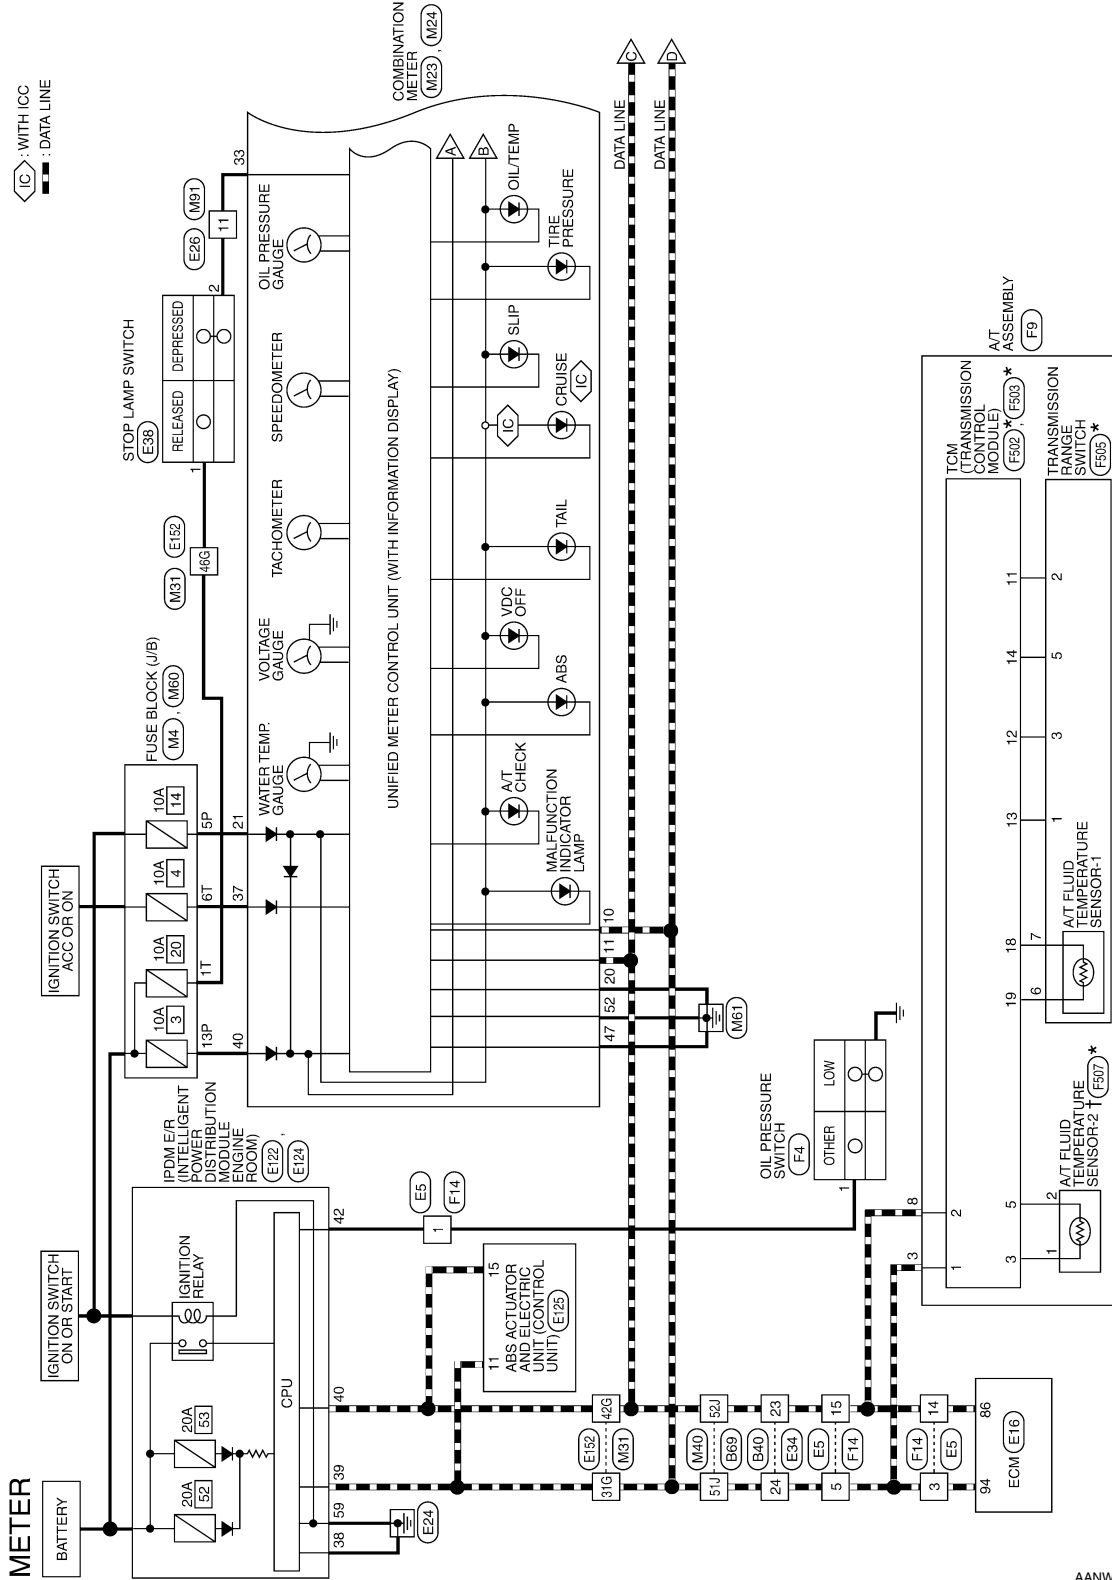 METER
IC : WITH ICC
: DATA LINE
BATTERY
IGNITION SWITCH
ON OR START
IGNITION SWITCH
ACC OR ON
20A
52
20A
53
IGNITION
RELAY
CPU
38
59
39
40
42
E24
IPDM E/R
(INTELLIGENT
POWER
DISTRIBUTION
MODULE
ENGINE
ROOM)
E122 ,
E124
10A
3
10A
20
10A
4
10A
14
13P
1T
6T
5P
FUSE BLOCK (J/B)
M4 , M60
40
37
21
M31
46G
E152
STOP LAMP SWITCH
E38
RELEASED
DEPRESSED
1
2
E26
11
M91
33
COMBINATION
METER
M23 , M24
WATER TEMP.
GAUGE
VOLTAGE
GAUGE
TACHOMETER
SPEEDOMETER
OIL PRESSURE
GAUGE
UNIFIED METER CONTROL UNIT (WITH INFORMATION DISPLAY)
A
B
MALFUNCTION
INDICATOR
LAMP
A/T
CHECK
ABS
VDC
OFF
TAIL
IC
CRUISE
IC
SLIP
TIRE
PRESSURE
OIL/TEMP
47
52
20
11
10
M61
DATA LINE
C
DATA LINE
D
E5
1
F14
11
15
ABS ACTUATOR
AND ELECTRIC
UNIT (CONTROL
UNIT)
E125
OIL PRESSURE
SWITCH
F4
OTHER
LOW
1
31G
E152
M31
42G
51J
M40
B69
52J
24
B40
E34
23
5
E5
F14
15
3
F14
E5
14
94
86
ECM E16
3
8
1
2
TCM
(TRANSMISSION
CONTROL
MODULE)
F502 * , F503 *
A/T
ASSEMBLY
F9
3
5
19
18
13
12
14
11
1
2
A/T FLUID
TEMPERATURE
SENSOR-2 † F507 *
6
7
A/T FLUID
TEMPERATURE
SENSOR-1
1
3
5
2
TRANSMISSION
RANGE
SWITCH
F505 *
AANW